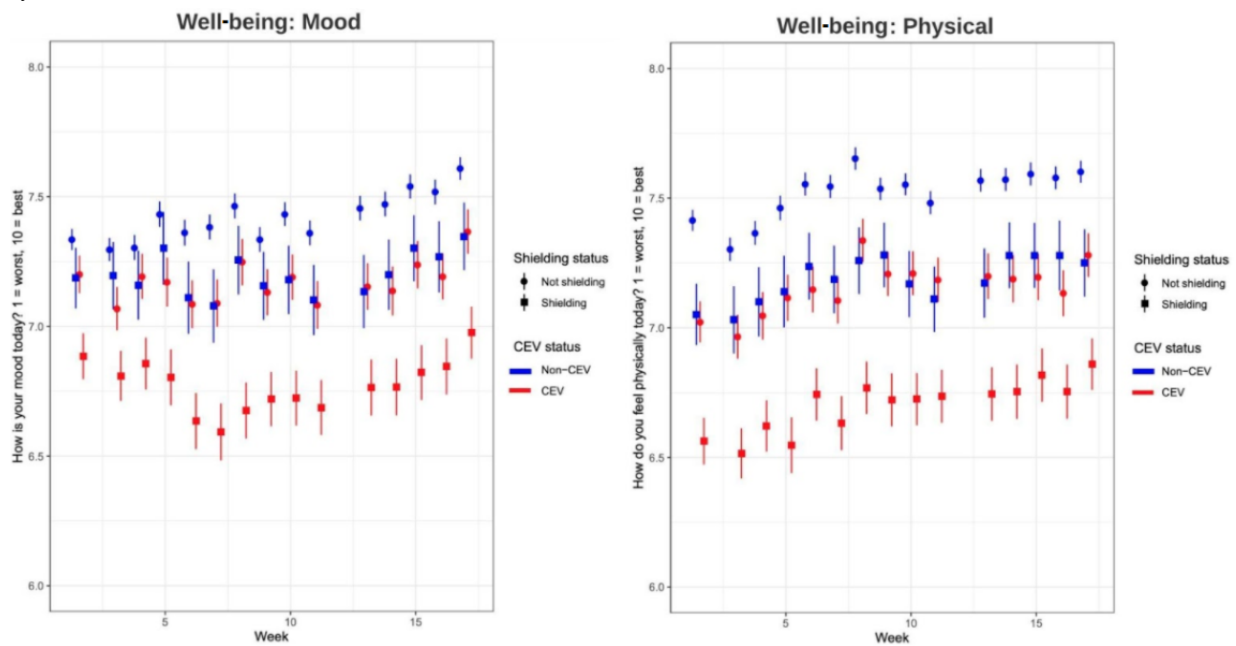 Well-being: Mood
8.0
7.5
7.0
6.5
6.0
How is your mood today? 1 = worst, 10 = best
5
10
15
Week
Shielding status
Not shielding
Shielding
CEV status
Non-CEV
CEV
Well-being: Physical
8.0
7.5
7.0
6.5
6.0
How do you feel physically today? 1 = worst, 10 = best
5
10
15
Week
Shielding status
Not shielding
Shielding
CEV status
Non-CEV
CEV